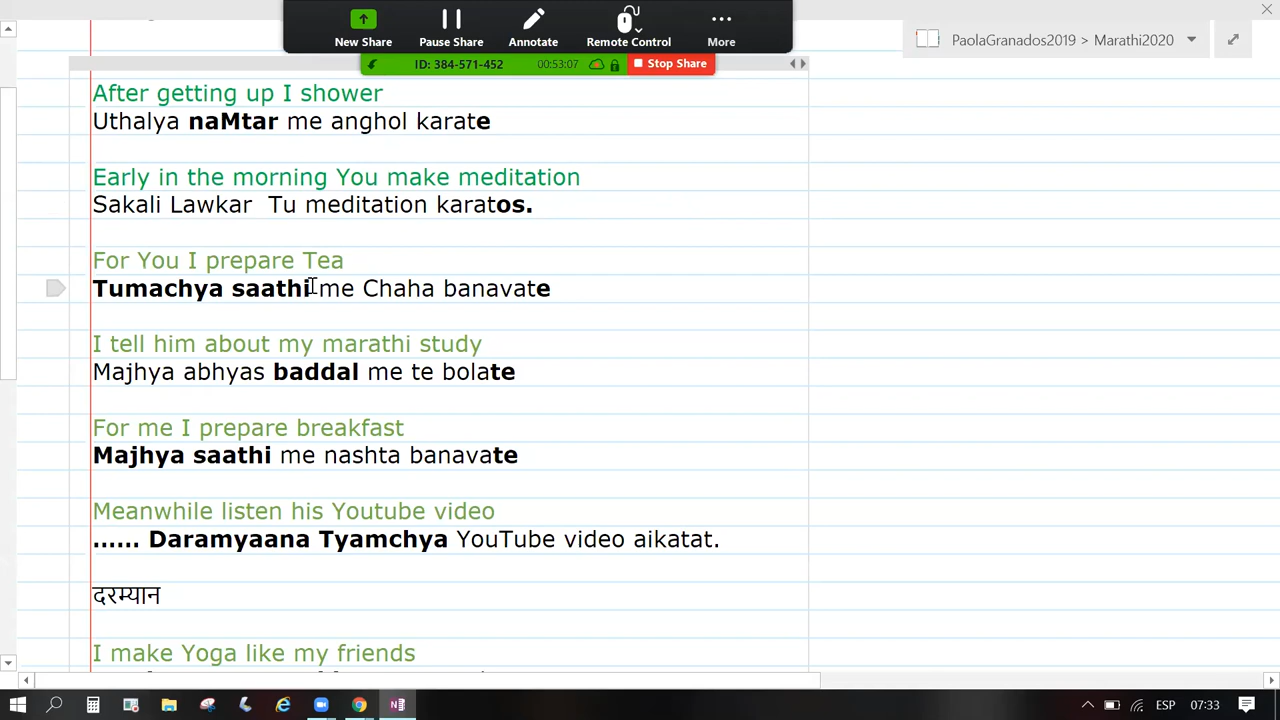 New Share
Pause Share
Annotate
Remote Control
More
ID: 384-571-452
00:53:07
Stop Share
PaolaGranados2019 > Marathi2020
After getting up I shower
Uthalya naMtar me anghol karate
Early in the morning You make meditation
Sakali Lawkar Tu meditation karatos.
For You I prepare Tea
Tumachya saathi me Chaha banavate
I tell him about my marathi study
Majhya abhyas baddal me te bolate
For me I prepare breakfast
Majhya saathi me nashta banavate
Meanwhile listen his Youtube video
...... Daramyaana Tyamchya YouTube video aikatat.
दरम्यान
I make Yoga like my friends
ESP
07:33